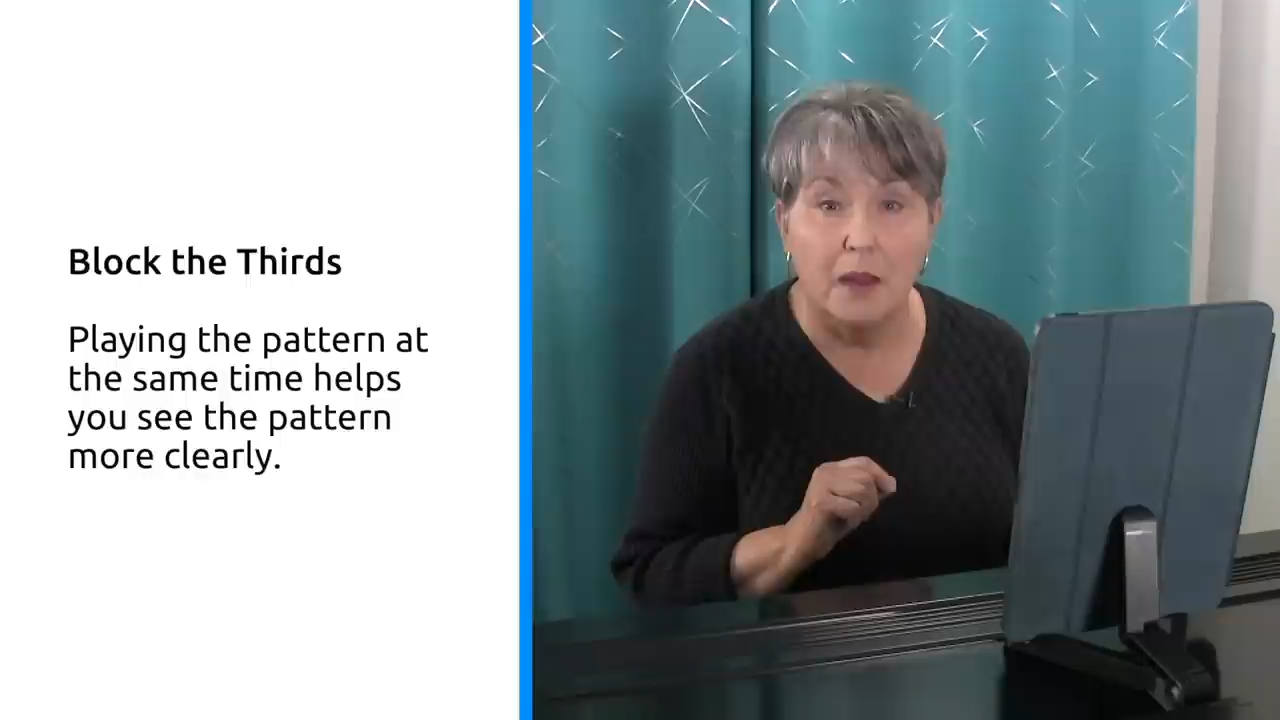 Block the Thirds
Playing the pattern at
the same time helps
you see the pattern
more clearly.